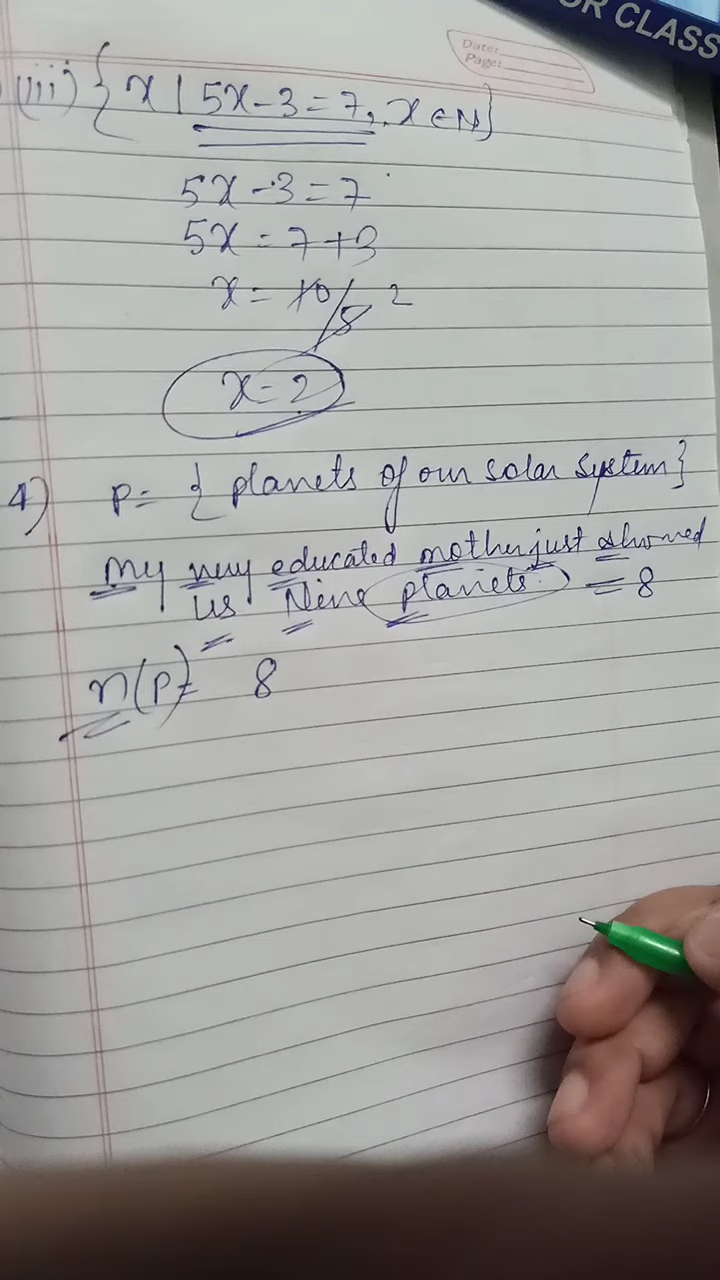 OR CLASS
Date:
Page:
(iii) { x | 5x - 3 = 7, x ∈ N}
5x - 3 = 7
5x = 7 + 3
x = 10/5 2
x = 2
4) P = { planets of our solar system}
My very educated mother just showed
us Nine planets = 8
n(P) = 8